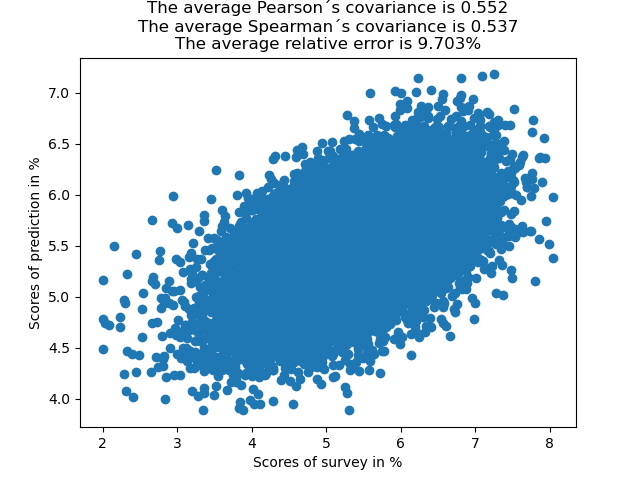 The average Pearson´s covariance is 0.552
The average Spearman´s covariance is 0.537
The average relative error is 9.703%
7.0
6.5
6.0
5.5
5.0
4.5
4.0
Scores of prediction in %
2 3 4 5 6 7 8
Scores of survey in %